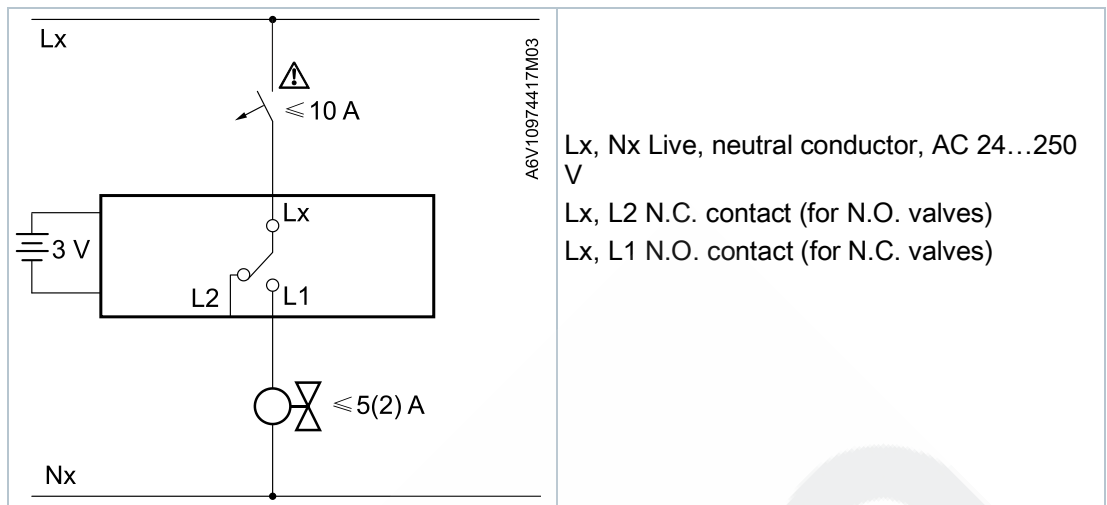 Lx
A6V10974417M03
≤ 10 A
Lx
3 V
L2
L1
≤ 5(2) A
Nx
Lx, Nx Live, neutral conductor, AC 24…250
V
Lx, L2 N.C. contact (for N.O. valves)
Lx, L1 N.O. contact (for N.C. valves)